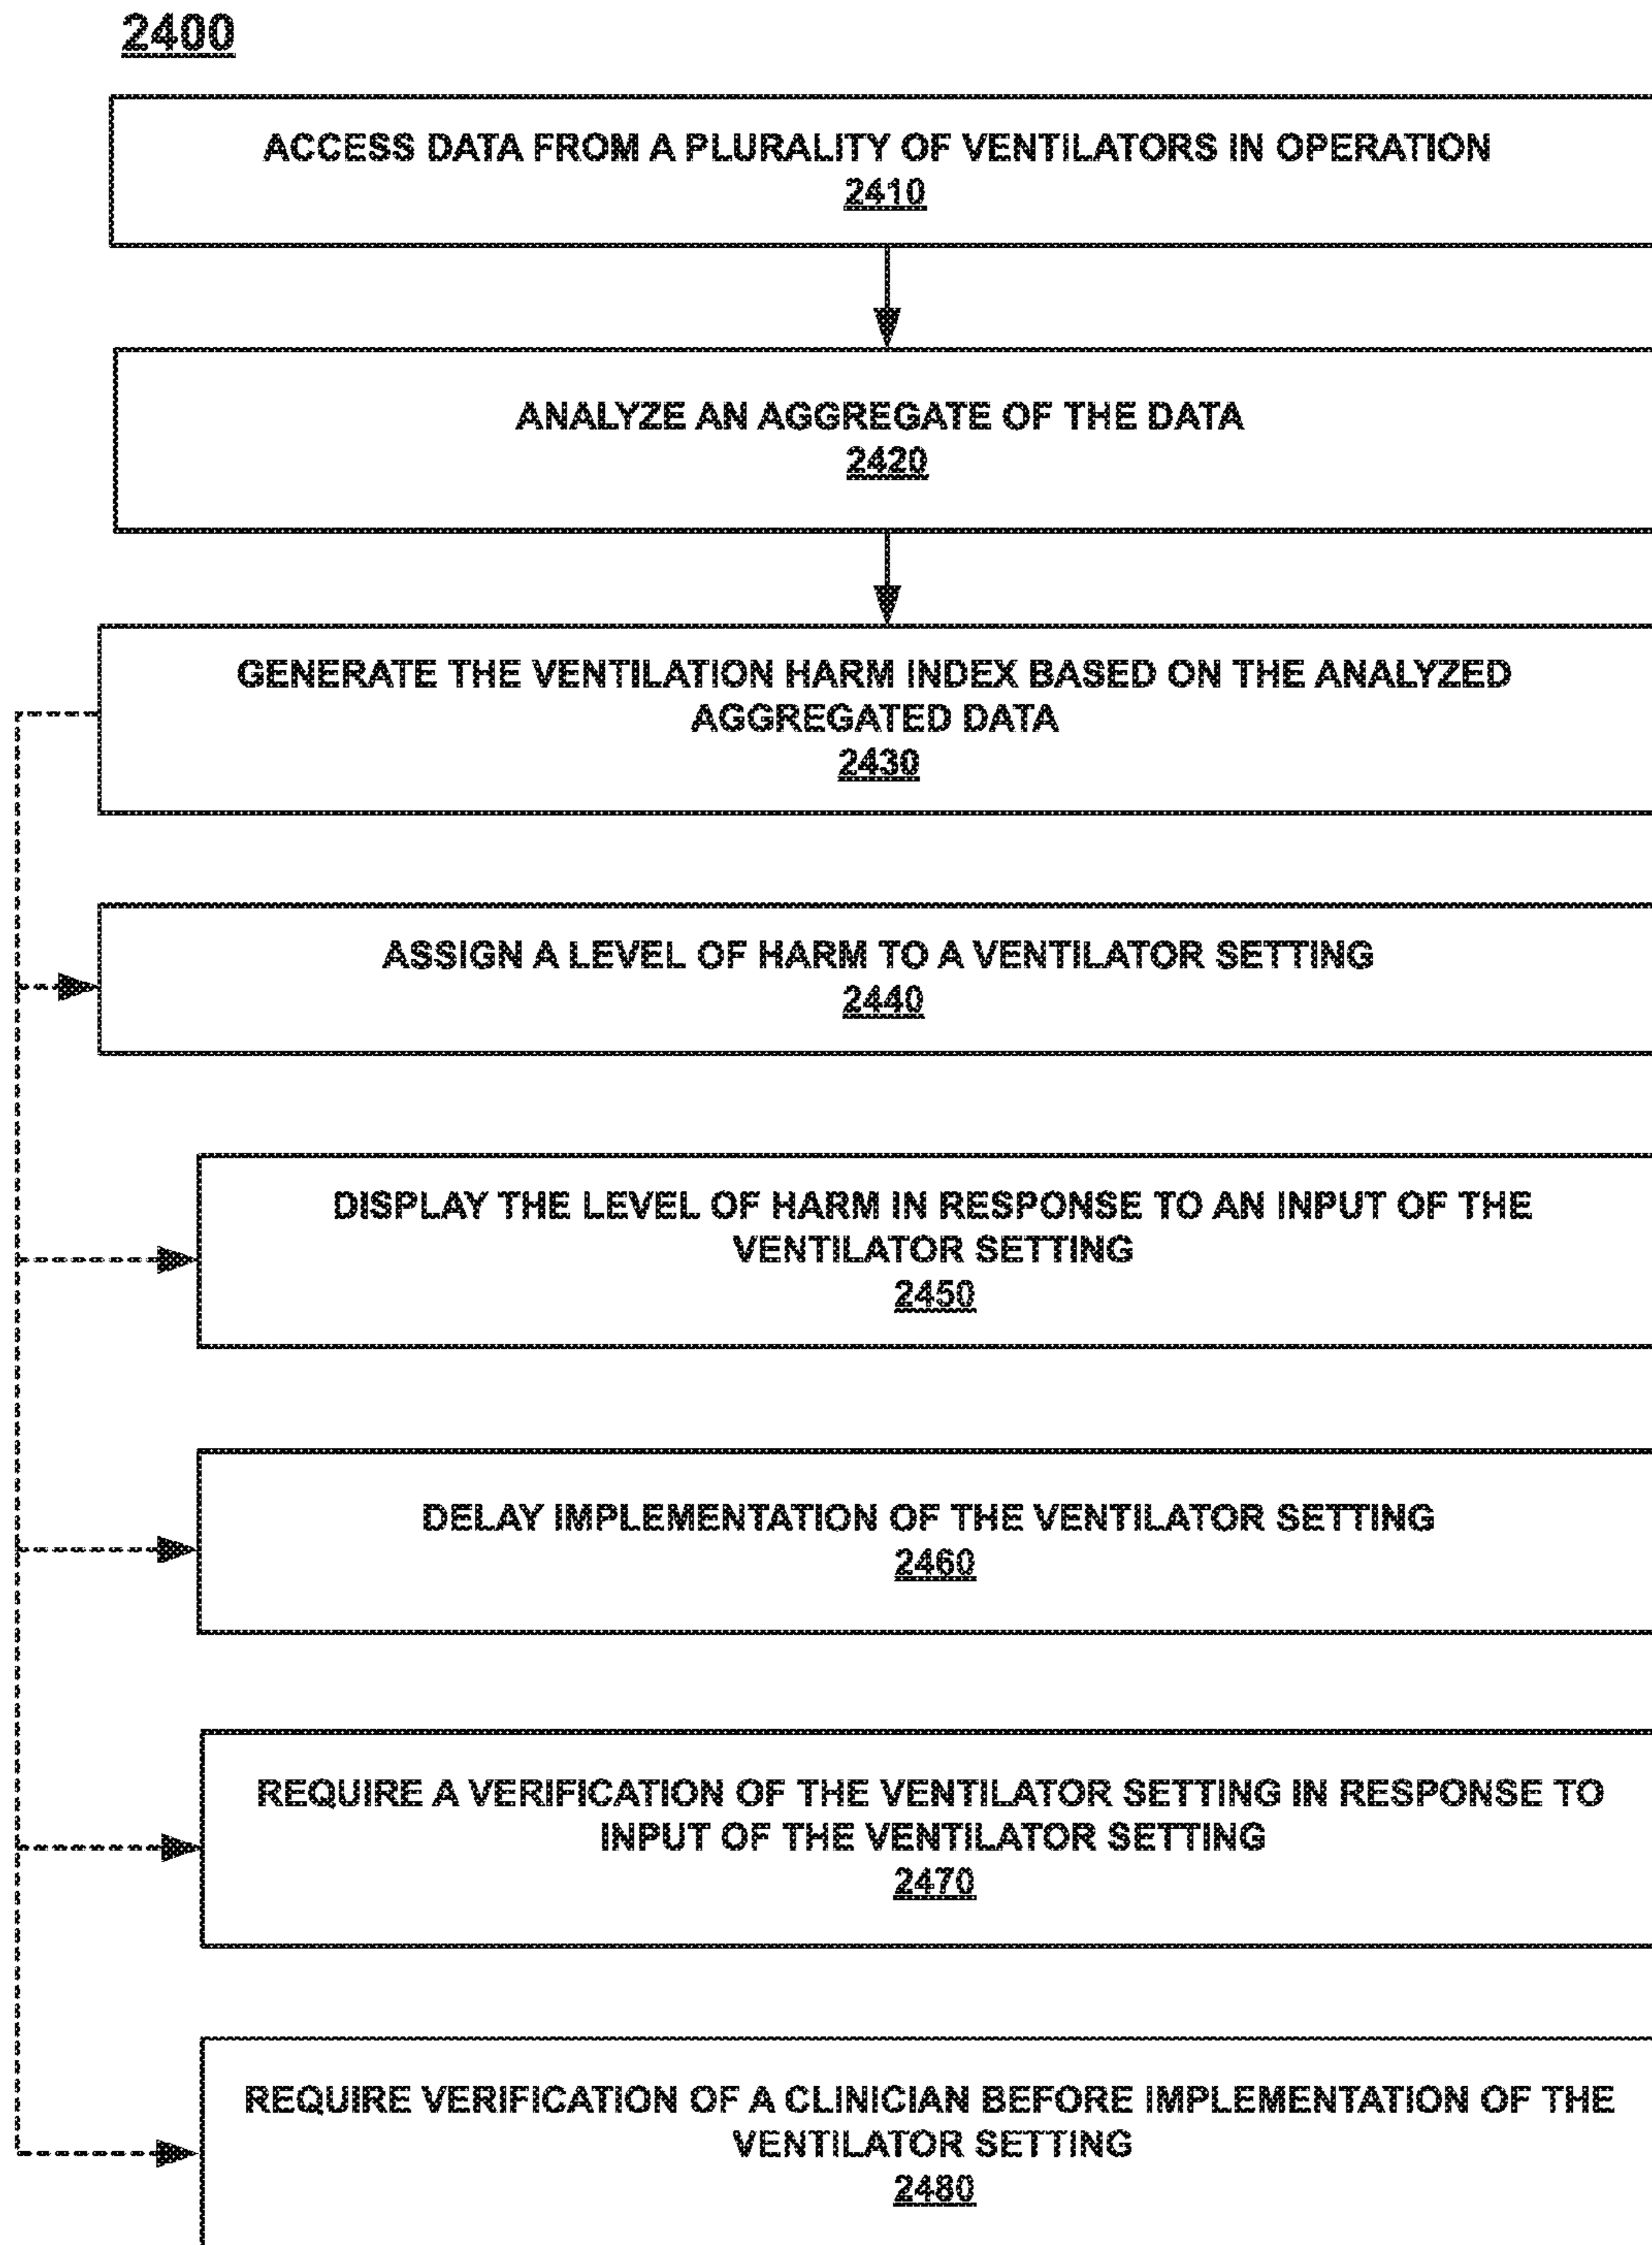 2400
ACCESS DATA FROM A PLURALITY OF VENTILATORS IN OPERATION
2410
ANALYZE AN AGGREGATE OF THE DATA
2420
GENERATE THE VENTILATION HARM INDEX BASED ON THE ANALYZED
AGGREGATED DATA
2430
ASSIGN A LEVEL OF HARM TO A VENTILATOR SETTING
2440
DISPLAY THE LEVEL OF HARM IN RESPONSE TO AN INPUT OF THE
VENTILATOR SETTING
2450
DELAY IMPLEMENTATION OF THE VENTILATOR SETTING
2460
REQUIRE A VERIFICATION OF THE VENTILATOR SETTING IN RESPONSE TO
INPUT OF THE VENTILATOR SETTING
2470
REQUIRE VERIFICATION OF A CLINICIAN BEFORE IMPLEMENTATION OF THE
VENTILATOR SETTING
2480